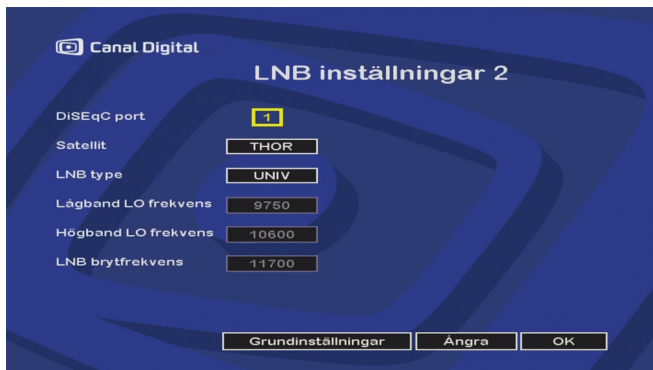 Canal Digital
LNB inställningar 2
DiSEqC port 1
Satellit THOR
LNB type UNIV
Lågband LO frekvens 9750
Högband LO frekvens 10600
LNB brytfrekvens 11700
Grundinställningar Ångra OK